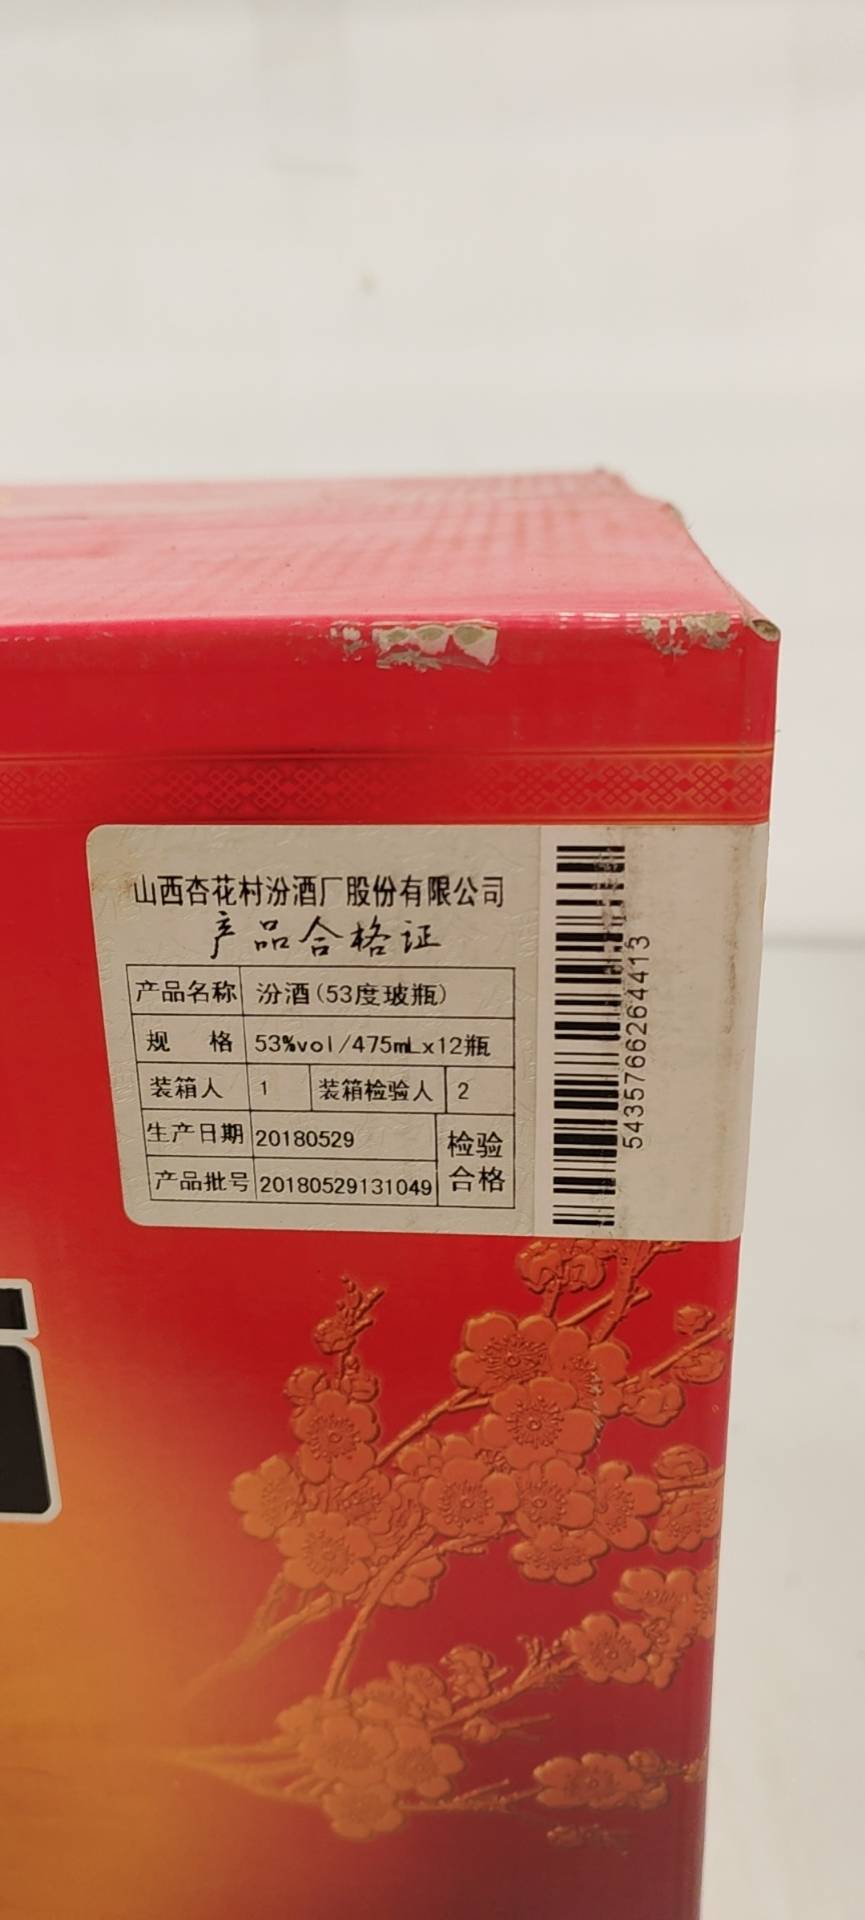 山西杏花村汾酒厂股份有限公司
产品合格证
产品名称 汾酒(53度玻瓶)
规 格 53%vol/475mLx12瓶
装箱人 1 装箱检验人 2
生产日期 20180529 检验
产品批号 20180529131049 合格
5435766264413